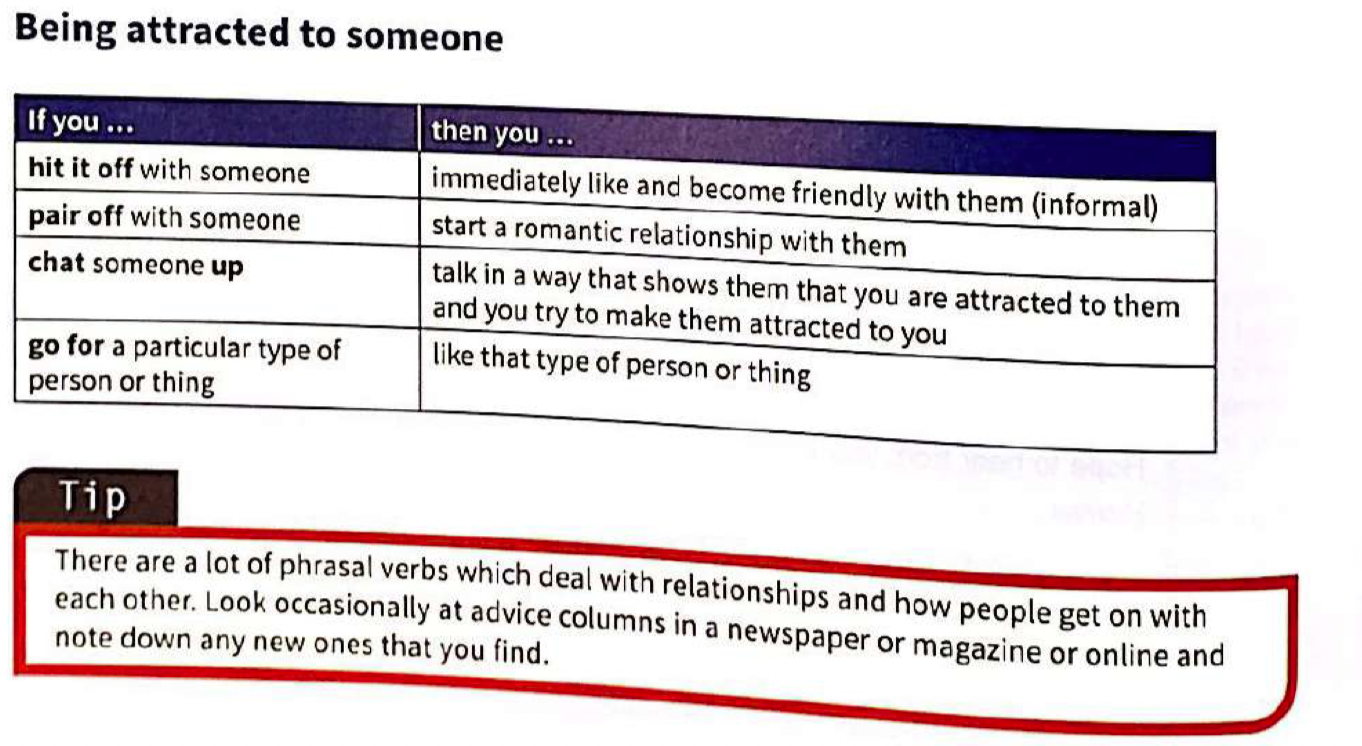 Being attracted to someone
If you ...
then you ...
hit it off with someone
immediately like and become friendly with them (informal)
pair off with someone
start a romantic relationship with them
chat someone up
talk in a way that shows them that you are attracted to them
and you try to make them attracted to you
go for a particular type of
person or thing
like that type of person or thing
Tip
There are a lot of phrasal verbs which deal with relationships and how people get on with
each other. Look occasionally at advice columns in a newspaper or magazine or online and
note down any new ones that you find.